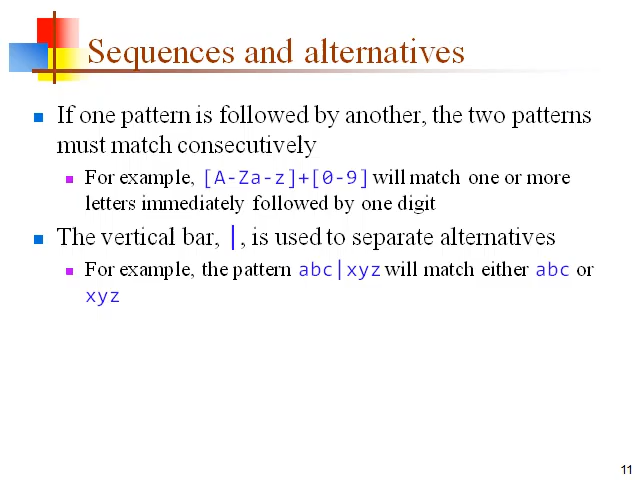 Sequences and alternatives
If one pattern is followed by another, the two patterns
must match consecutively
For example, [A-Za-z]+[0-9] will match one or more
letters immediately followed by one digit
The vertical bar, |, is used to separate alternatives
For example, the pattern abc|xyz will match either abc or
xyz
11